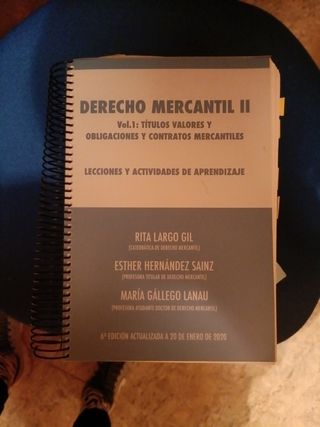 DERECHO MERCANTIL II
Vol.1: TÍTULOS VALORES Y
OBLIGACIONES Y CONTRATOS MERCANTILES
LECCIONES Y ACTIVIDADES DE APRENDIZAJE
RITA LARGO GIL
(CATEDRÁTICA DE DERECHO MERCANTIL)
ESTHER HERNÁNDEZ SAINZ
(PROFESORA TITULAR DE DERECHO MERCANTIL)
MARÍA GÁLLEGO LANAU
(PROFESORA AYUDANTE DOCTOR DE DERECHO MERCANTIL)
6ª EDICIÓN ACTUALIZADA A 20 DE ENERO DE 2020